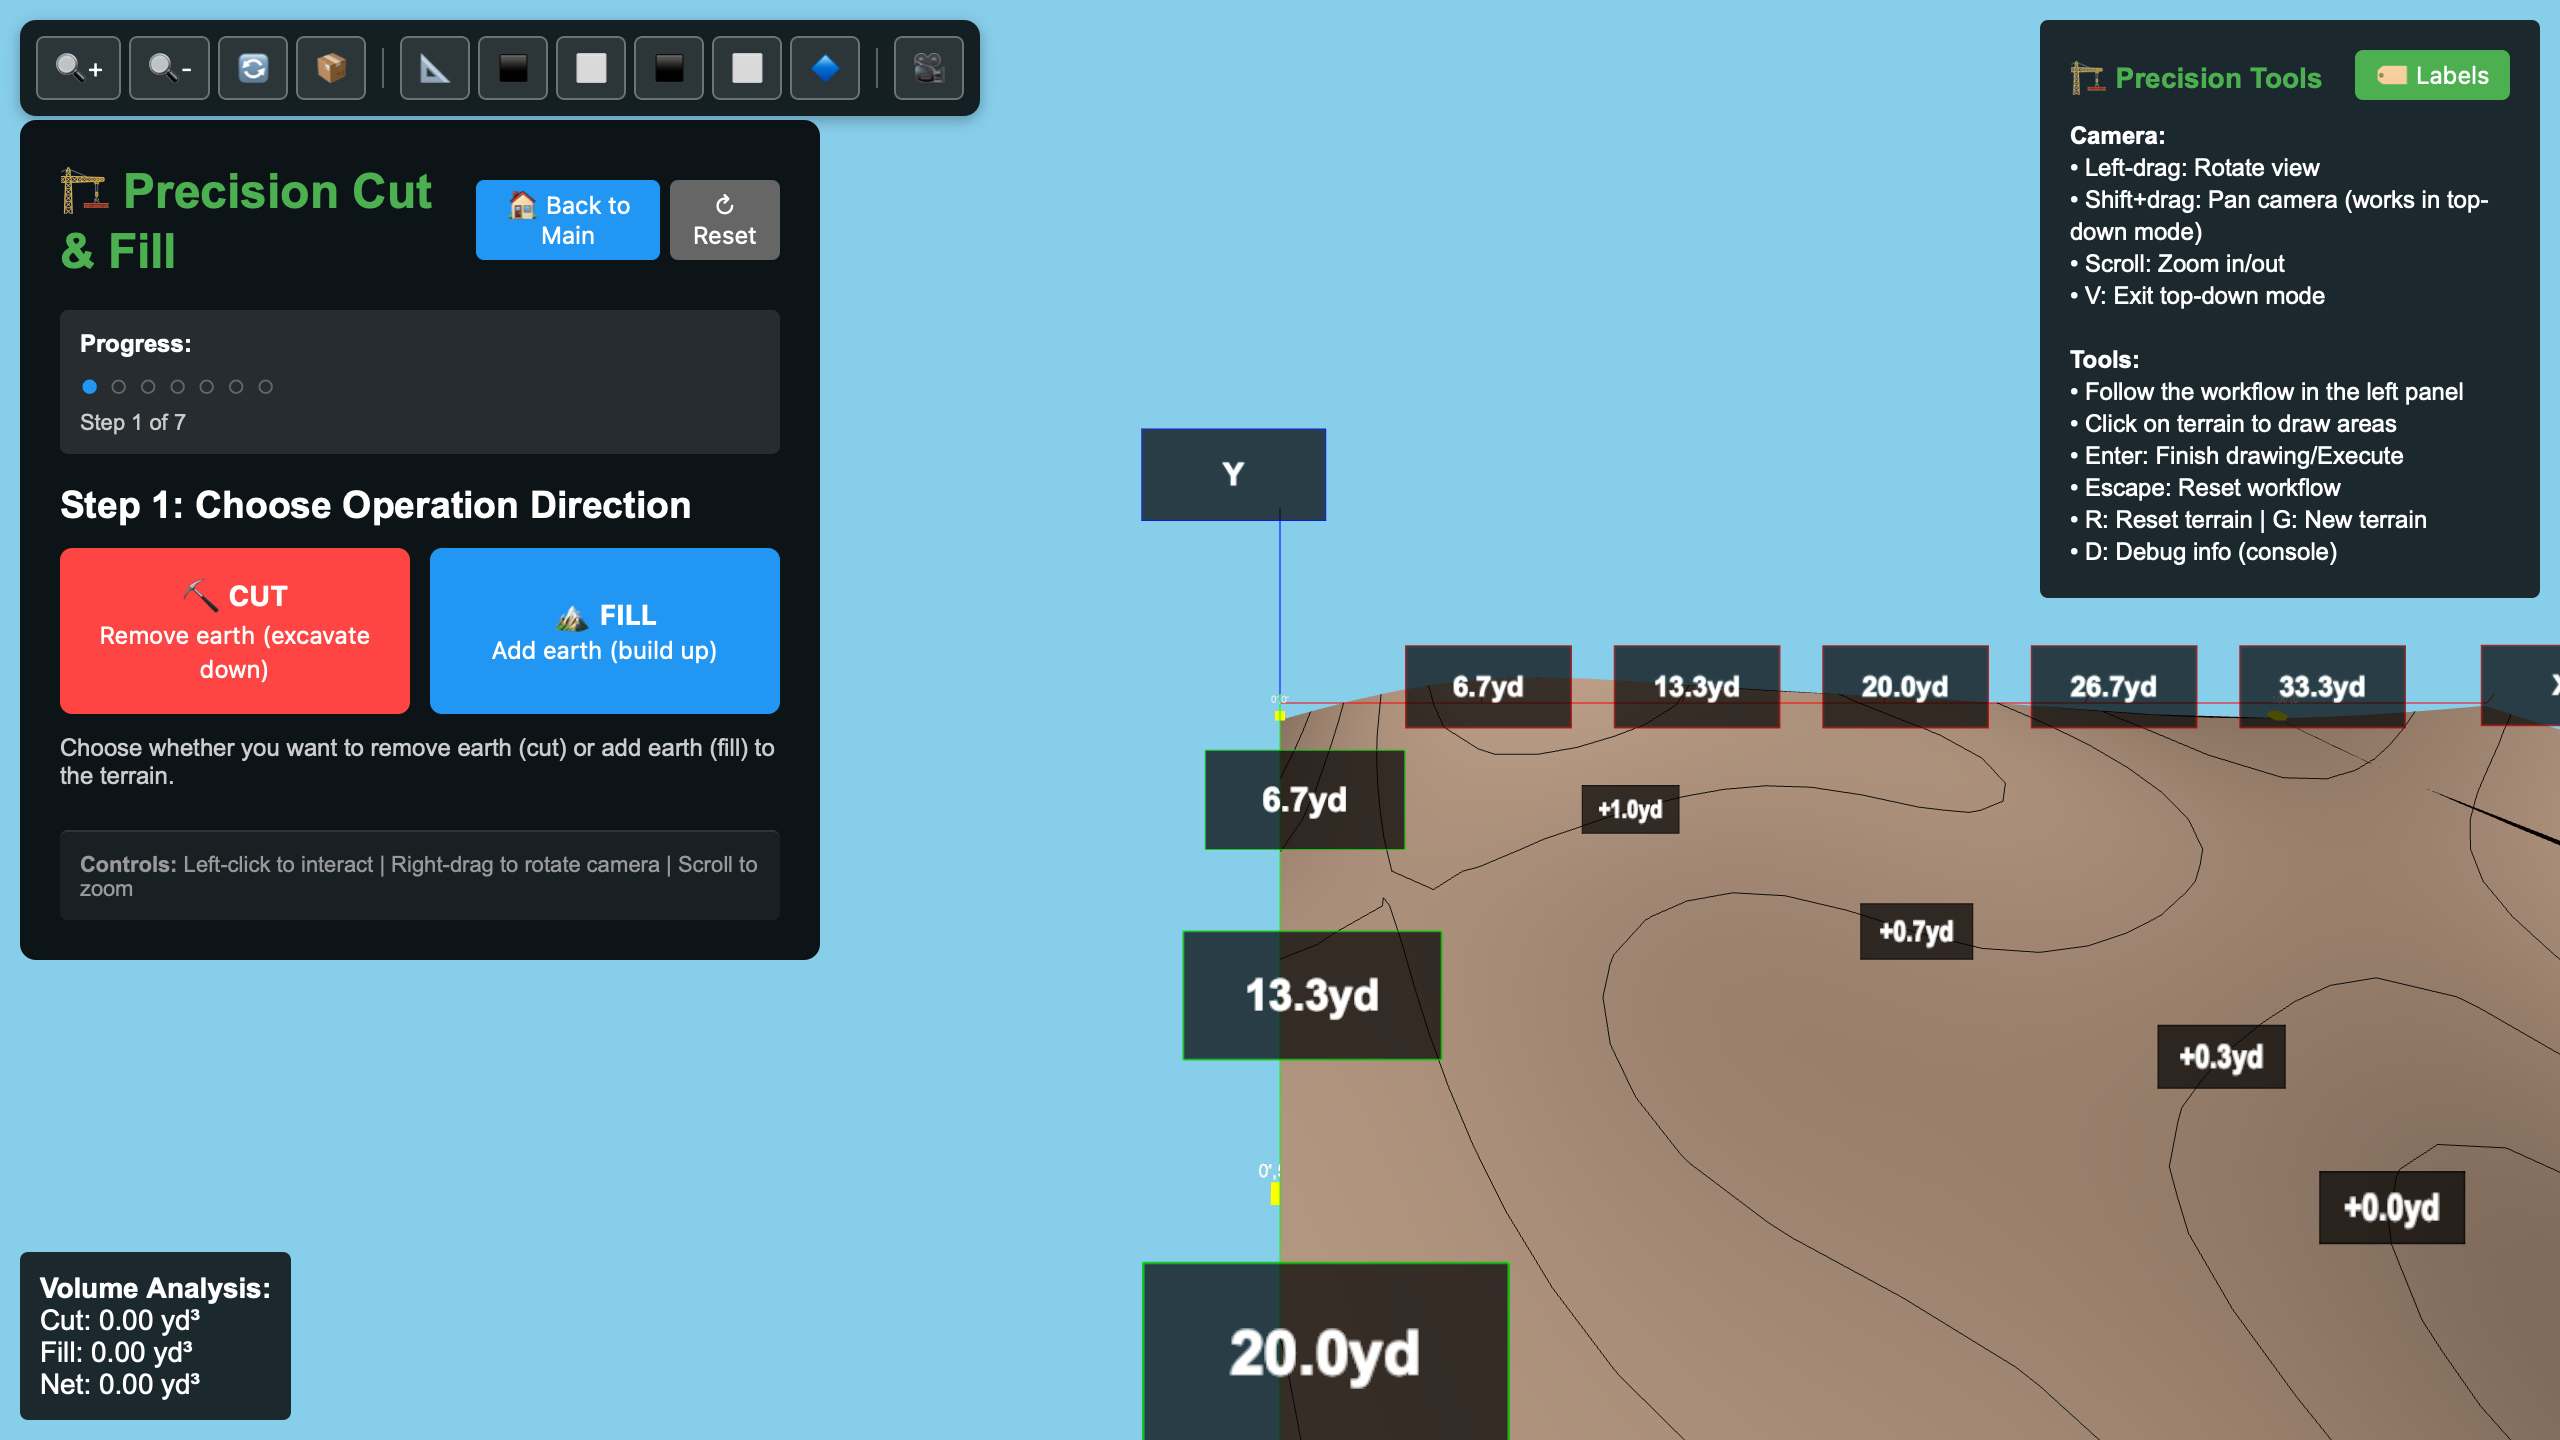 +
-
🏗️ Precision Cut
& Fill
🏠 Back to
Main
↻
Reset
Progress:
Step 1 of 7
Step 1: Choose Operation Direction
⛏️ CUT
Remove earth (excavate
down)
🏔️ FILL
Add earth (build up)
Choose whether you want to remove earth (cut) or add earth (fill) to
the terrain.
Controls: Left-click to interact | Right-drag to rotate camera | Scroll to
zoom
Volume Analysis:
Cut: 0.00 yd³
Fill: 0.00 yd³
Net: 0.00 yd³
🏗️ Precision Tools
🏷️ Labels
Camera:
• Left-drag: Rotate view
• Shift+drag: Pan camera (works in top-
down mode)
• Scroll: Zoom in/out
• V: Exit top-down mode
Tools:
• Follow the workflow in the left panel
• Click on terrain to draw areas
• Enter: Finish drawing/Execute
• Escape: Reset workflow
• R: Reset terrain | G: New terrain
• D: Debug info (console)
Y
6.7yd
13.3yd
20.0yd
26.7yd
33.3yd
6.7yd
+1.0yd
+0.7yd
13.3yd
+0.3yd
+0.0yd
20.0yd